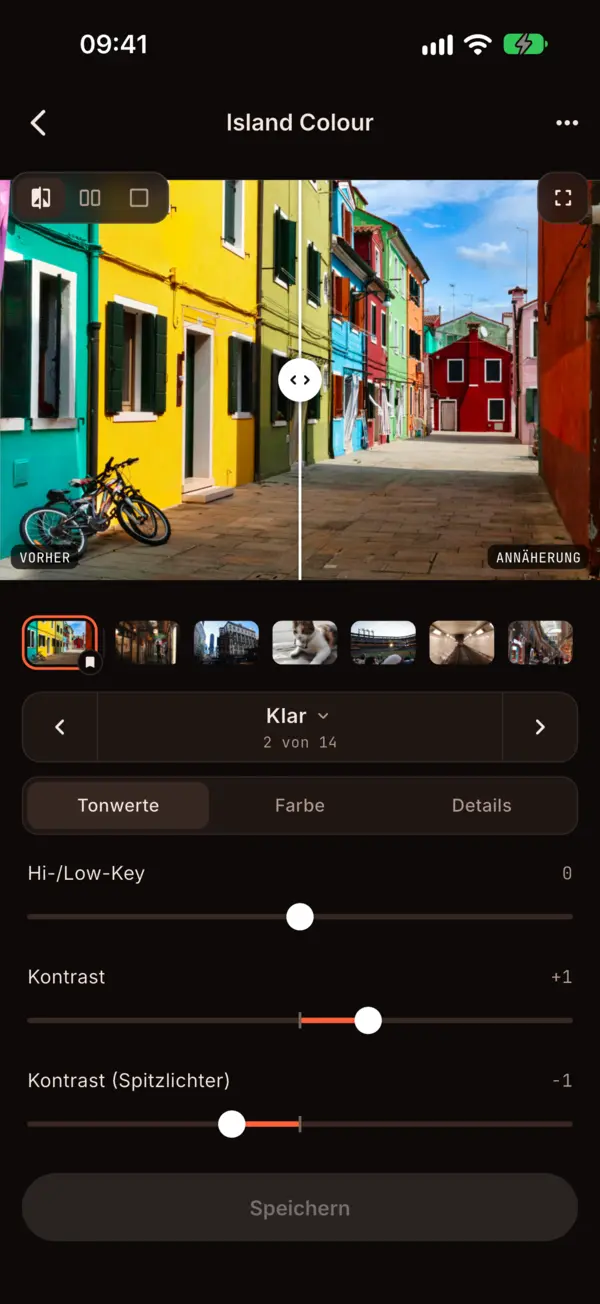 09:41
Island Colour
VORHER
ANNÄHERUNG
Klar
2 von 14
Tonwerte
Farbe
Details
Hi-/Low-Key
0
Kontrast
+1
Kontrast (Spitzlichter)
-1
Speichern